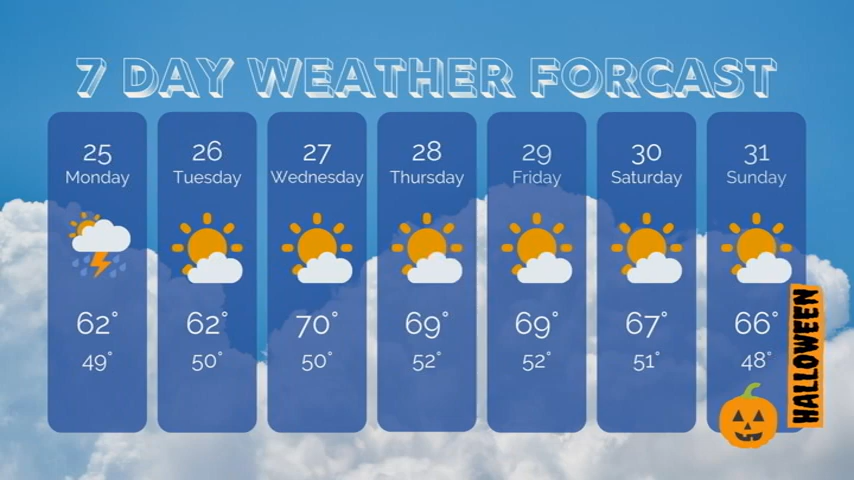 7 DAY WEATHER FORCAST
25
Monday
62°
49°
26
Tuesday
62°
50°
27
Wednesday
70°
50°
28
Thursday
69°
52°
29
Friday
69°
52°
30
Saturday
67°
51°
31
Sunday
66°
48°
HALLOWEEN